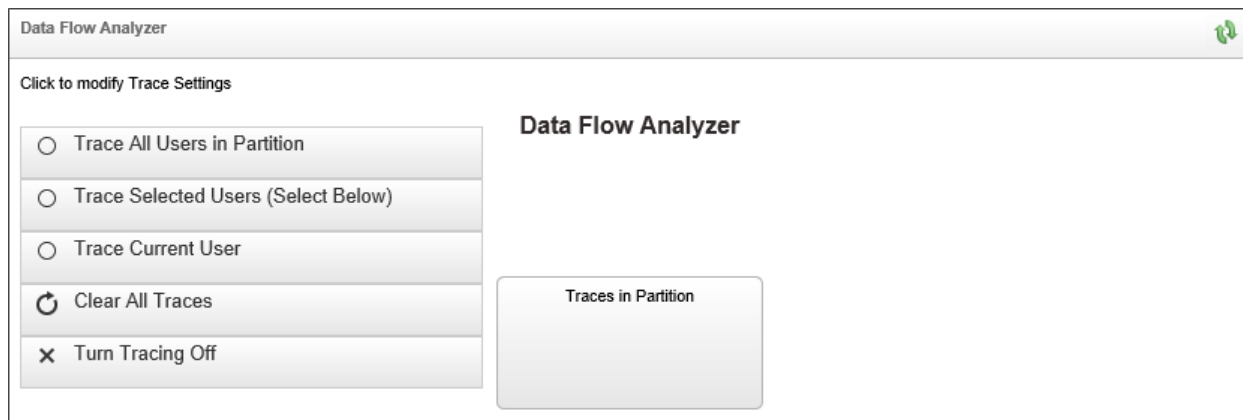 Data Flow Analyzer
Click to modify Trace Settings
Trace All Users in Partition
Trace Selected Users (Select Below)
Trace Current User
Clear All Traces
Turn Tracing Off
Data Flow Analyzer
Traces in Partition